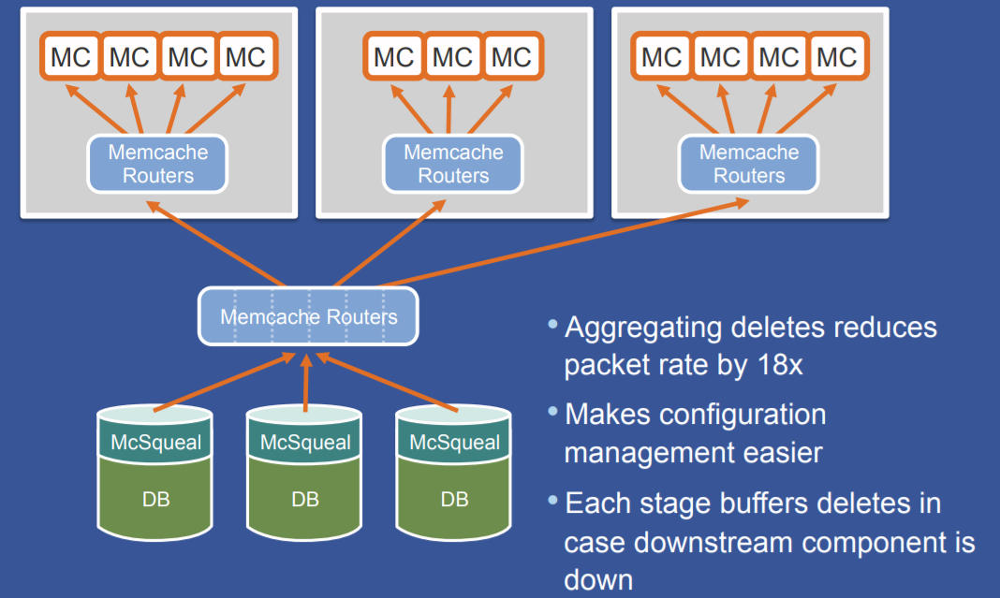 MC MC MC MC
MC MC MC
MC MC MC MC
Memcache
Routers
Memcache
Routers
Memcache
Routers
Memcache Routers
McSqueal
McSqueal
McSqueal
DB
DB
DB
• Aggregating deletes reduces
packet rate by 18x
• Makes configuration
management easier
• Each stage buffers deletes in
case downstream component is
down